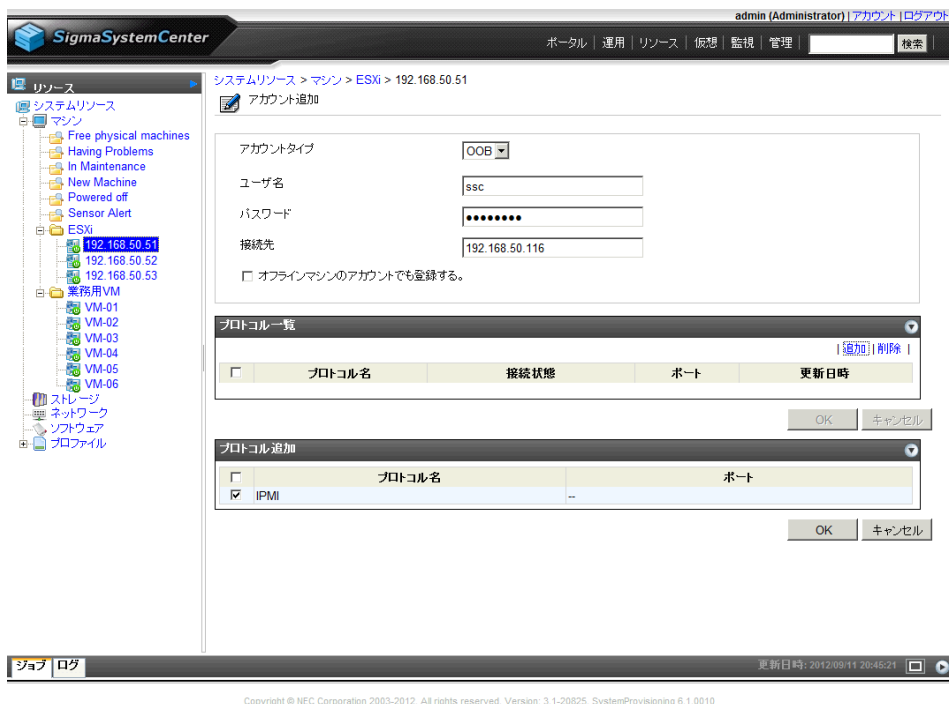 admin (Administrator) | アカウント | ログアウト
SigmaSystemCenter
ポータル | 運用 | リソース | 仮想 | 監視 | 管理 | 検索
リソース
システムリソース
マシン
Free physical machines
Having Problems
In Maintenance
New Machine
Powered off
Sensor Alert
ESXi
192.168.50.51
192.168.50.52
192.168.50.53
業務用VM
VM-01
VM-02
VM-03
VM-04
VM-05
VM-06
ストレージ
ネットワーク
ソフトウェア
プロファイル
システムリソース > マシン > ESXi > 192.168.50.51
アカウント追加
アカウントタイプ OOB
ユーザ名 ssc
パスワード ●●●●●●●●
接続先 192.168.50.116
オフラインマシンのアカウントでも登録する。
プロトコル一覧
| 追加 | 削除 |
プロトコル名 接続状態 ポート 更新日時
OK キャンセル
プロトコル追加
プロトコル名 ポート
IPMI --
OK キャンセル
ジョブ ログ 更新日時: 2012/09/11 20:45:21
Copyright © NEC Corporation 2003-2012. All rights reserved. Version: 3.1-20825, SystemProvisioning 6.1.0010